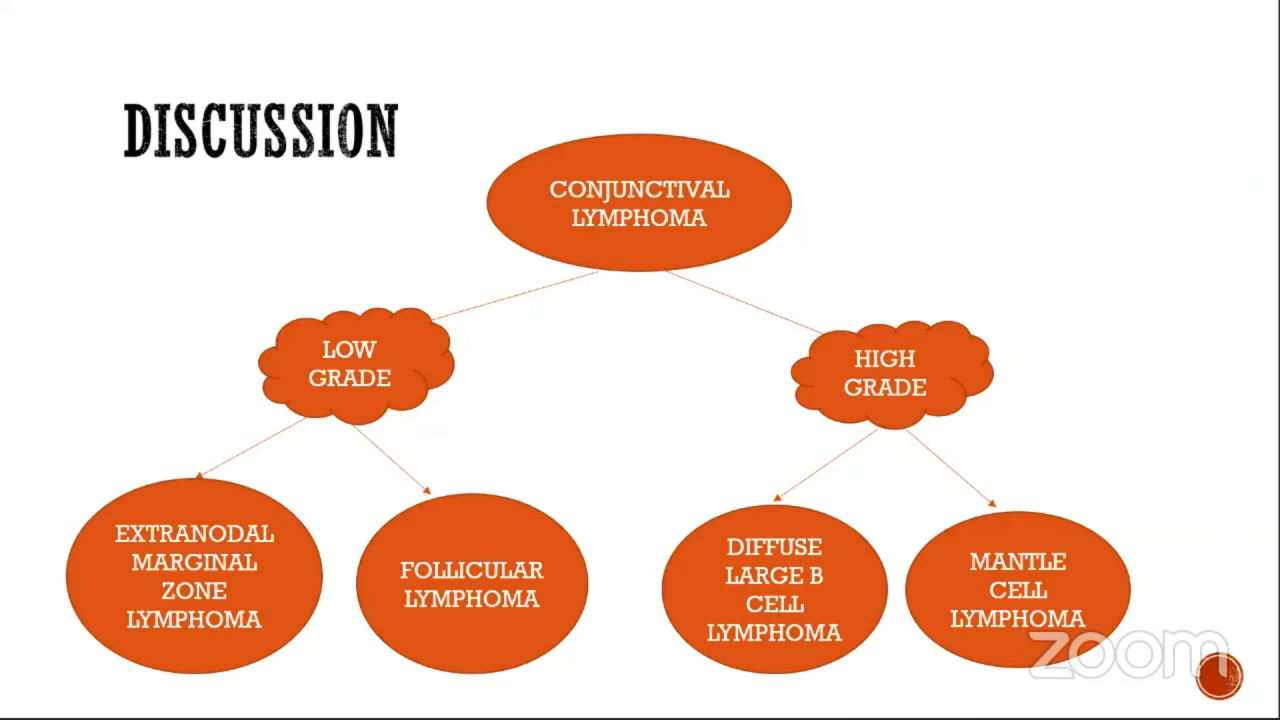 DISCUSSION
CONJUNCTIVAL
LYMPHOMA
LOW
GRADE
HIGH
GRADE
EXTRANODAL
MARGINAL
ZONE
LYMPHOMA
FOLLICULAR
LYMPHOMA
DIFFUSE
LARGE B
CELL
LYMPHOMA
MANTLE
CELL
LYMPHOMA
zoom